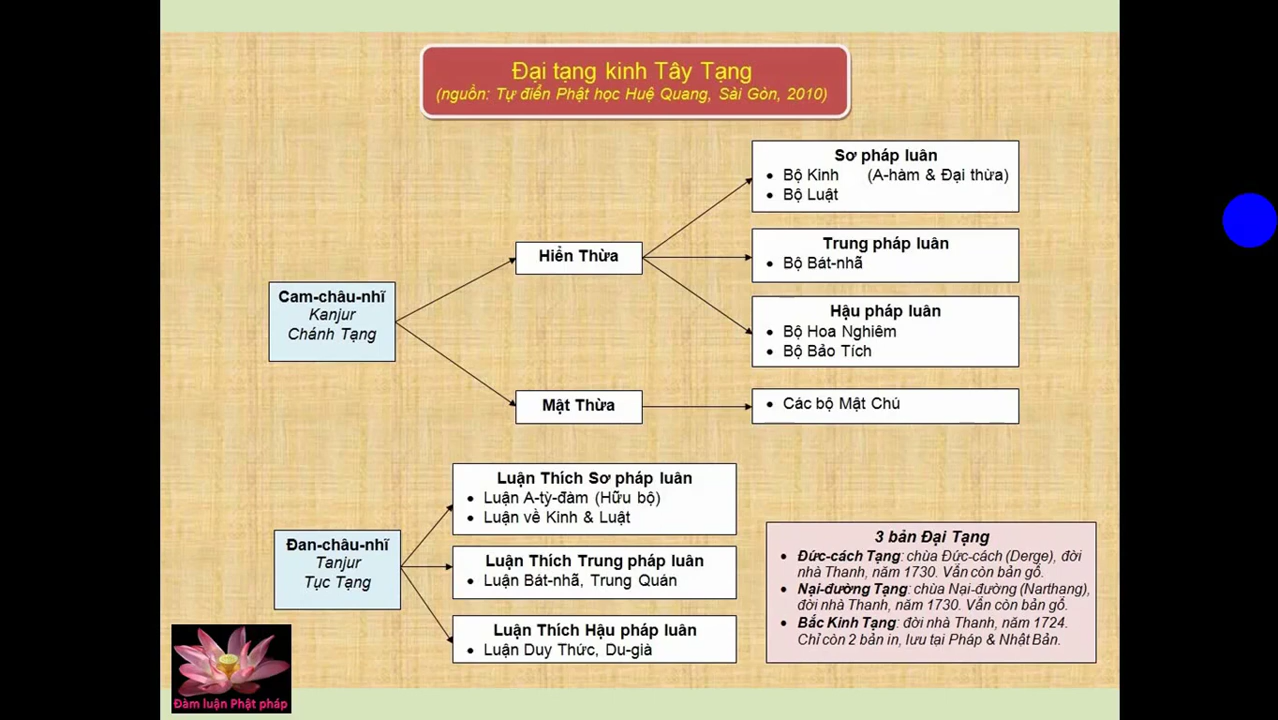 Đại tạng kinh Tây Tạng
(nguồn: Tự điển Phật học Huệ Quang, Sài Gòn, 2010)
Cam-châu-nhĩ
Kanjur
Chánh Tạng
Hiển Thừa
Sơ pháp luân
• Bộ Kinh (A-hàm & Đại thừa)
• Bộ Luật
Trung pháp luân
• Bộ Bát-nhã
Hậu pháp luân
• Bộ Hoa Nghiêm
• Bộ Bảo Tích
Mật Thừa
• Các bộ Mật Chú
Đan-châu-nhĩ
Tanjur
Tục Tạng
Luận Thích Sơ pháp luân
• Luận A-tỳ-đàm (Hữu bộ)
• Luận về Kinh & Luật
Luận Thích Trung pháp luân
• Luận Bát-nhã, Trung Quán
Luận Thích Hậu pháp luân
• Luận Duy Thức, Du-già
3 bản Đại Tạng
• Đức-cách Tạng: chùa Đức-cách (Derge), đời
nhà Thanh, năm 1730. Vẫn còn bản gỗ.
• Nại-đường Tạng: chùa Nại-đường (Narthang),
đời nhà Thanh, năm 1730. Vẫn còn bản gỗ.
• Bắc Kinh Tạng: đời nhà Thanh, năm 1724.
Chỉ còn 2 bản in, lưu tại Pháp & Nhật Bản.
Đàm luận Phật pháp